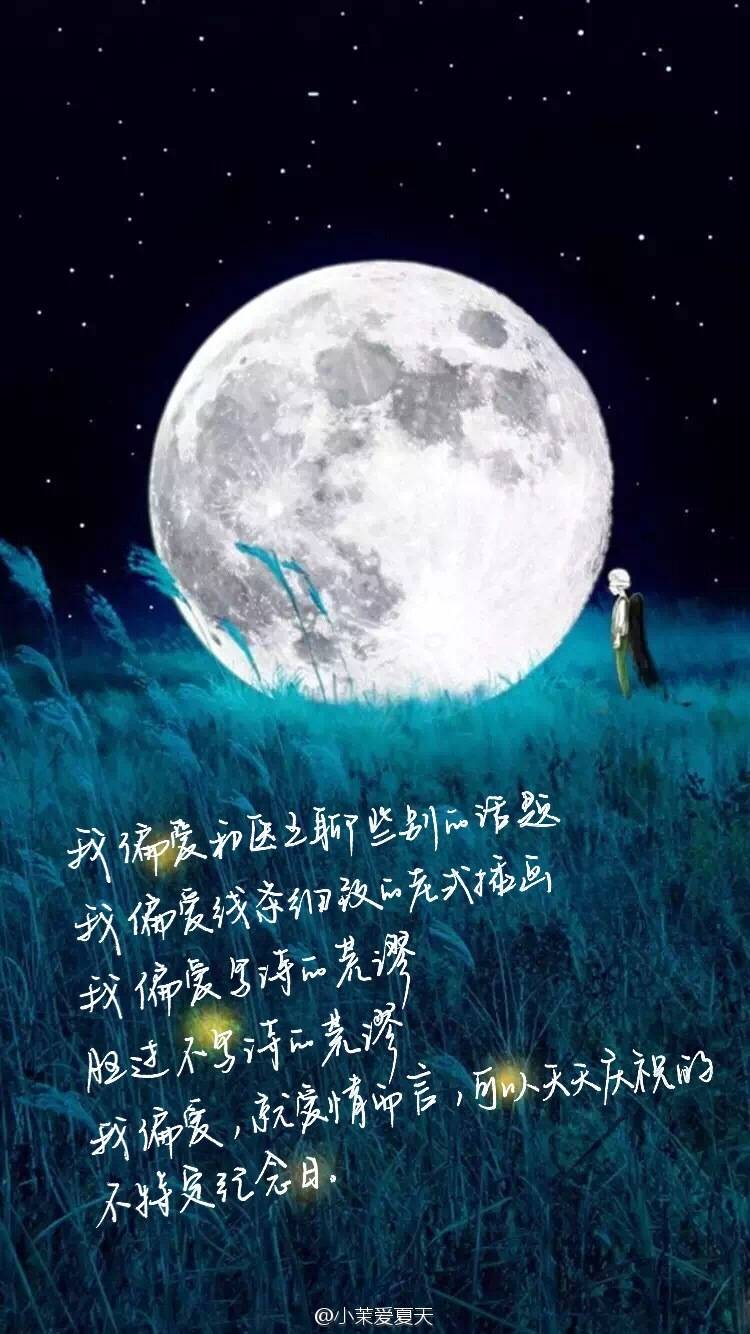 我偏爱和医生聊些别的话题
我偏爱线条细致的老式插画
我偏爱写诗的荒谬
胜过不写诗的荒谬
我偏爱，就爱情而言，可以天天庆祝的
不特定纪念日。
@小茉爱夏天